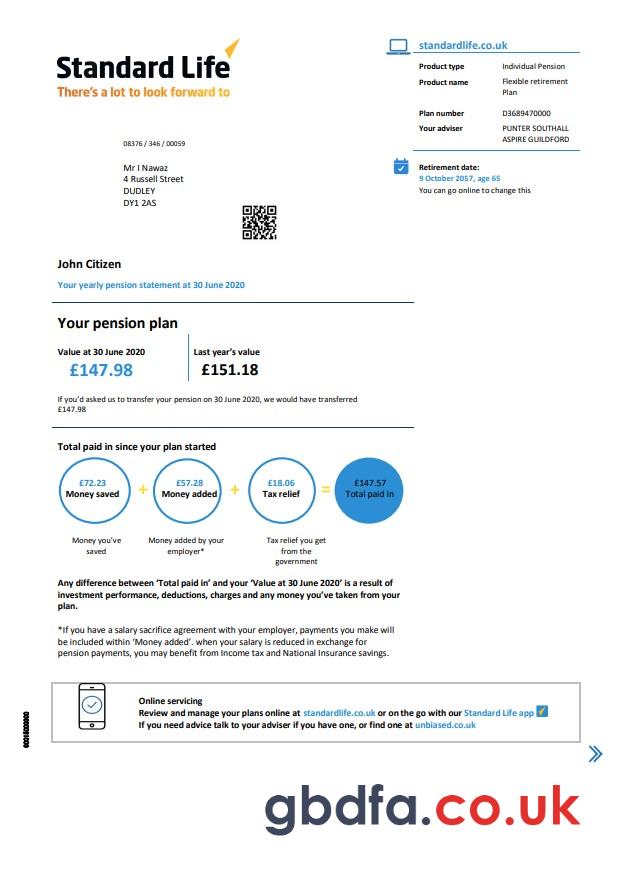 Standard Life
There's a lot to look forward to
standardlife.co.uk
Product type Individual Pension
Product name Flexible retirement
Plan
Plan number D3689470000
Your adviser PUNTER SOUTHALL
ASPIRE GUILDFORD
08376 / 346 / 00059
Mr I Nawaz
4 Russell Street
DUDLEY
DY1 2AS
Retirement date:
9 October 2057, age 65
You can go online to change this
John Citizen
Your yearly pension statement at 30 June 2020
Your pension plan
Value at 30 June 2020 Last year's value
£147.98 £151.18
If you'd asked us to transfer your pension on 30 June 2020, we would have transferred
£147.98
Total paid in since your plan started
£72.23 £57.28 £18.06 £147.57
Money saved + Money added + Tax relief = Total paid in
Money you've Money added by your Tax relief you get
saved employer* from the
government
Any difference between 'Total paid in' and your 'Value at 30 June 2020' is a result of
investment performance, deductions, charges and any money you've taken from your
plan.
*If you have a salary sacrifice agreement with your employer, payments you make will
be included within 'Money added'. when your salary is reduced in exchange for
pension payments, you may benefit from Income tax and National Insurance savings.
Online servicing
Review and manage your plans online at standardlife.co.uk or on the go with our Standard Life app
If you need advice talk to your adviser if you have one, or find one at unbiased.co.uk
gbdfa.co.uk